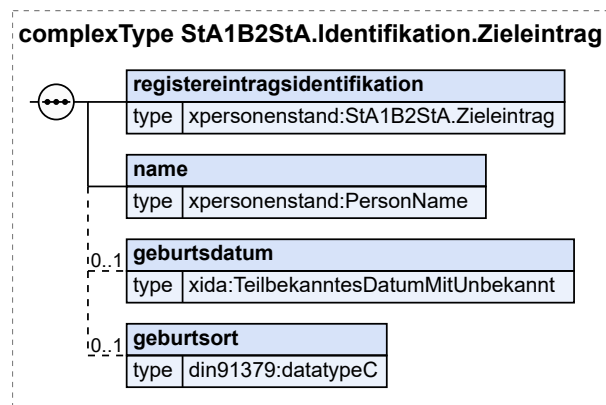 complexType StA1B2StA.Identifikation.Zieleintrag
registereintragsidentifikation
type xpersonenstand:StA1B2StA.Zieleintrag
name
type xpersonenstand:PersonName
0..1 geburtsdatum
type xida:TeilbekanntesDatumMitUnbekannt
0..1 geburtsort
type din91379:datatypeC